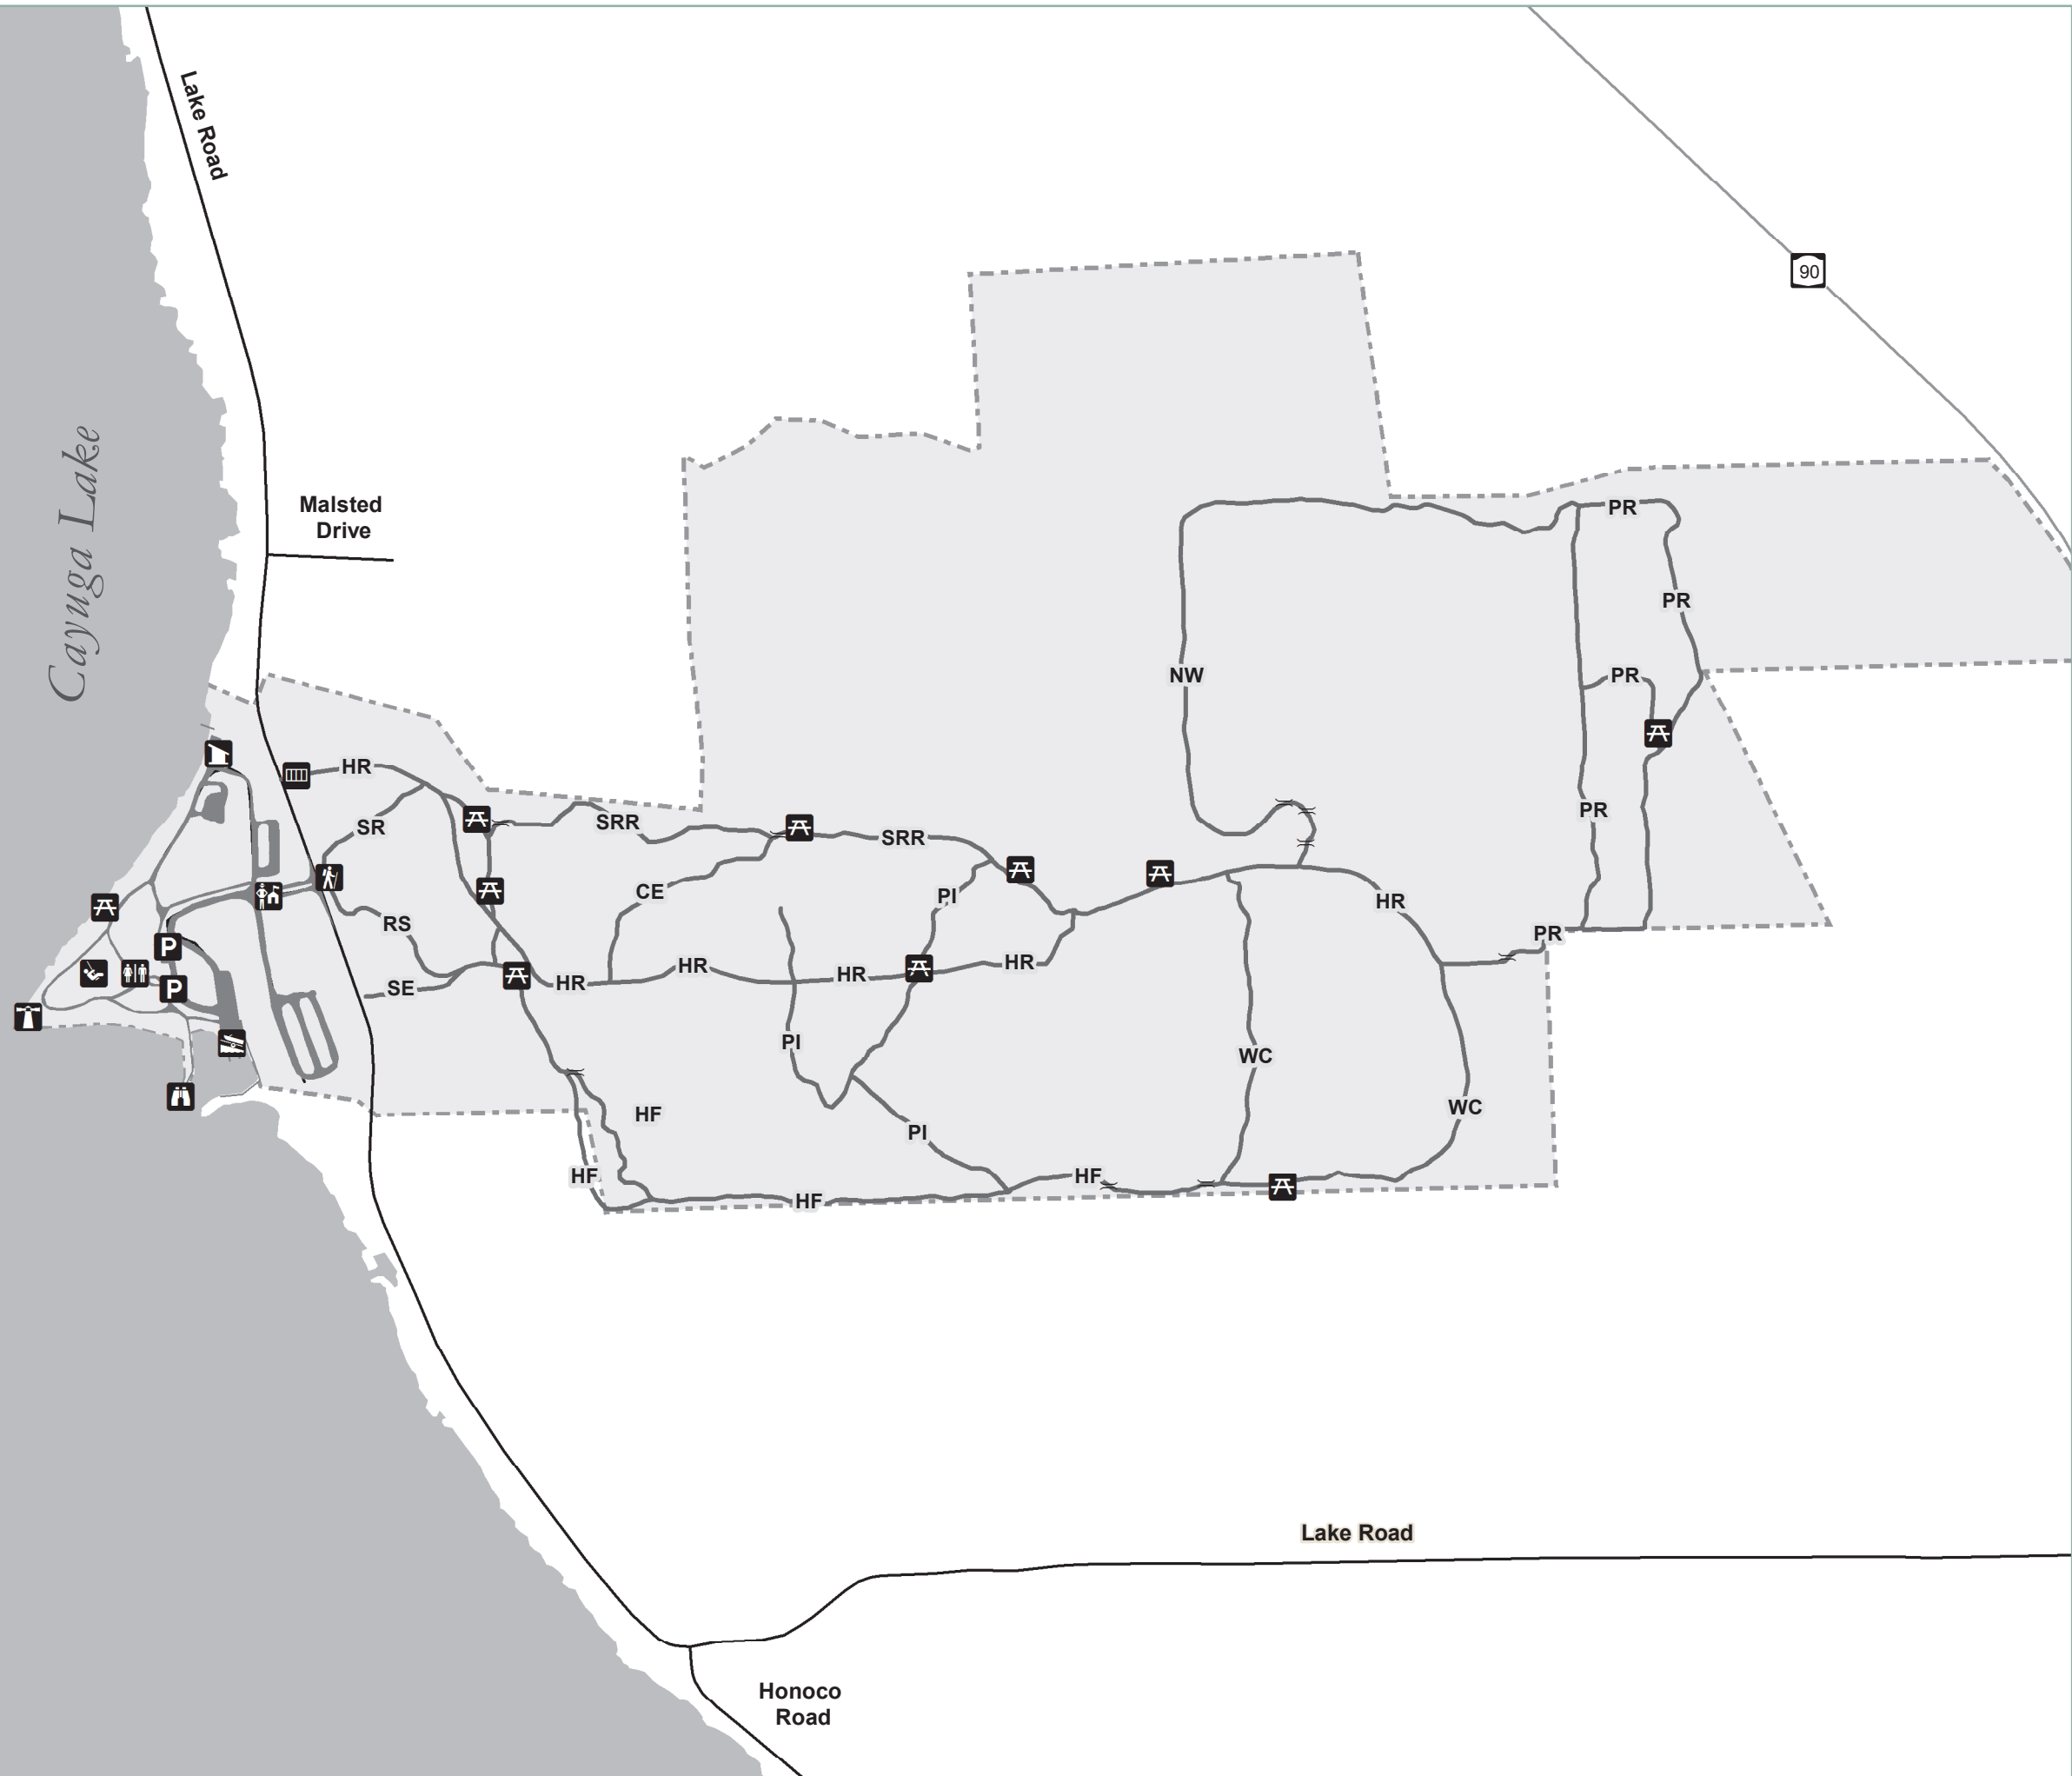 Lake Road
90
Cayuga Lake
Malsted
Drive
PR
PR
NW
PR
HR
PR
SRR
SR
SRR
CE
PI
HR
RS
PR
P
HR
HR
HR
HR
SE
P
PI
WC
WC
HF
PI
HF
HF
HF
Lake Road
Honoco
Road